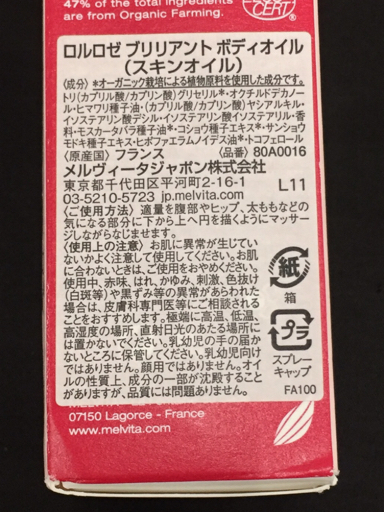 47% of the total ingredients
are from Organic Farming.
CERT
ロルロゼ ブリリアント ボディオイル
(スキンオイル)
〈成分〉*オーガニック栽培による植物原料を使用した成分です。
トリ(カプリル酸/カプリン酸)グリセリル*・オクチルドデカノー
ル・ヒマワリ種子油・(カプリル酸/カプリン酸)ヤシアルキル・
イソステアリン酸デシル・イソステアリン酸イソステアリル・香
料・モスカータバラ種子油*・コショウ種子エキス*・サンショウ
モドキ種子エキス・ヒポファエラムノイデス油*・トコフェロール
〈原産国〉フランス 〈品番〉80A0016
メルヴィータジャポン株式会社
東京都千代田区平河町2-16-1
03-5210-5723 jp.melvita.com L11
〈ご使用方法〉適量を腹部やヒップ、太ももなどの
気になる部分に下から上へ円を描くようにマッサー
ジしながらなじませます。
〈使用上の注意〉お肌に異常が生じてい
ないかよく注意して使用してください。お肌
に合わないときは、ご使用をおやめください。
使用中、赤味、はれ、かゆみ、刺激、色抜け
(白斑等)や黒ずみ等の異常があらわれた
場合は、皮膚科専門医等にご相談される
ことをおすすめします。極端に高温、低温、
高湿度の場所、直射日光のあたる場所に
は置かないでください。乳幼児の手の届か
ないところに保管してください。乳幼児向け
ではありません。顔用ではありません。オイ
ルの性質上、成分の一部が沈殿すること
がありますが、品質には問題ありません。
紙
箱
プラ
スプレー
キャップ
FA100
07150 Lagorce - France
www.melvita.com